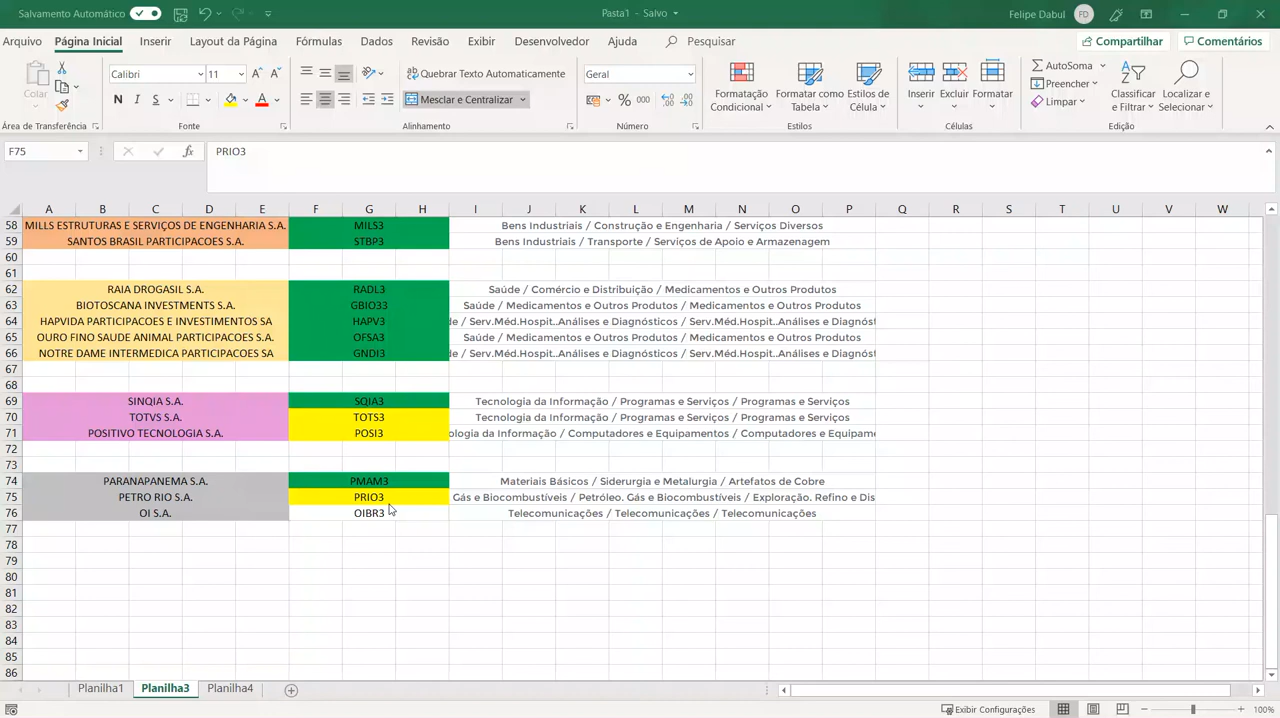 Salvamento Automático
Pasta1 - Salvo
Felipe Dabul FD
Arquivo Página Inicial Inserir Layout da Página Fórmulas Dados Revisão Exibir Desenvolvedor Ajuda Pesquisar Compartilhar Comentários
Colar
Calibri 11
N I S
Quebrar Texto Automaticamente
Mesclar e Centralizar
Geral
% 000
Formatação Condicional
Formatar como Tabela
Estilos de Célula
Inserir Excluir Formatar
AutoSoma
Preencher
Limpar
Classificar e Filtrar
Localizar e Selecionar
Área de Transferência Fonte Alinhamento Número Estilos Células Edição
F75 fx PRIO3
A B C D E F G H I J K L M N O P Q R S T U V W
58 MILLS ESTRUTURAS E SERVIÇOS DE ENGENHARIA S.A. MILS3 Bens Industriais / Construção e Engenharia / Serviços Diversos
59 SANTOS BRASIL PARTICIPACOES S.A. STBP3 Bens Industriais / Transporte / Serviços de Apoio e Armazenagem
60
61
62 RAIA DROGASIL S.A. RADL3 Saúde / Comércio e Distribuição / Medicamentos e Outros Produtos
63 BIOTOSCANA INVESTMENTS S.A. GBIO33 Saúde / Medicamentos e Outros Produtos / Medicamentos e Outros Produtos
64 HAPVIDA PARTICIPACOES E INVESTIMENTOS SA HAPV3 de / Serv.Méd.Hospit..Análises e Diagnósticos / Serv.Méd.Hospit..Análises e Diagnóst
65 OURO FINO SAUDE ANIMAL PARTICIPACOES S.A. OFSA3 Saúde / Medicamentos e Outros Produtos / Medicamentos e Outros Produtos
66 NOTRE DAME INTERMEDICA PARTICIPACOES SA GNDI3 de / Serv.Méd.Hospit..Análises e Diagnósticos / Serv.Méd.Hospit..Análises e Diagnóst
67
68
69 SINQIA S.A. SQIA3 Tecnologia da Informação / Programas e Serviços / Programas e Serviços
70 TOTVS S.A. TOTS3 Tecnologia da Informação / Programas e Serviços / Programas e Serviços
71 POSITIVO TECNOLOGIA S.A. POSI3 ologia da Informação / Computadores e Equipamentos / Computadores e Equipame
72
73
74 PARANAPANEMA S.A. PMAM3 Materiais Básicos / Siderurgia e Metalurgia / Artefatos de Cobre
75 PETRO RIO S.A. PRIO3 Gás e Biocombustíveis / Petróleo. Gás e Biocombustíveis / Exploração. Refino e Dis
76 OI S.A. OIBR3 Telecomunicações / Telecomunicações / Telecomunicações
77
78
79
80
81
82
83
84
85
86
Planilha1 Planilha3 Planilha4
Exibir Configurações 100%